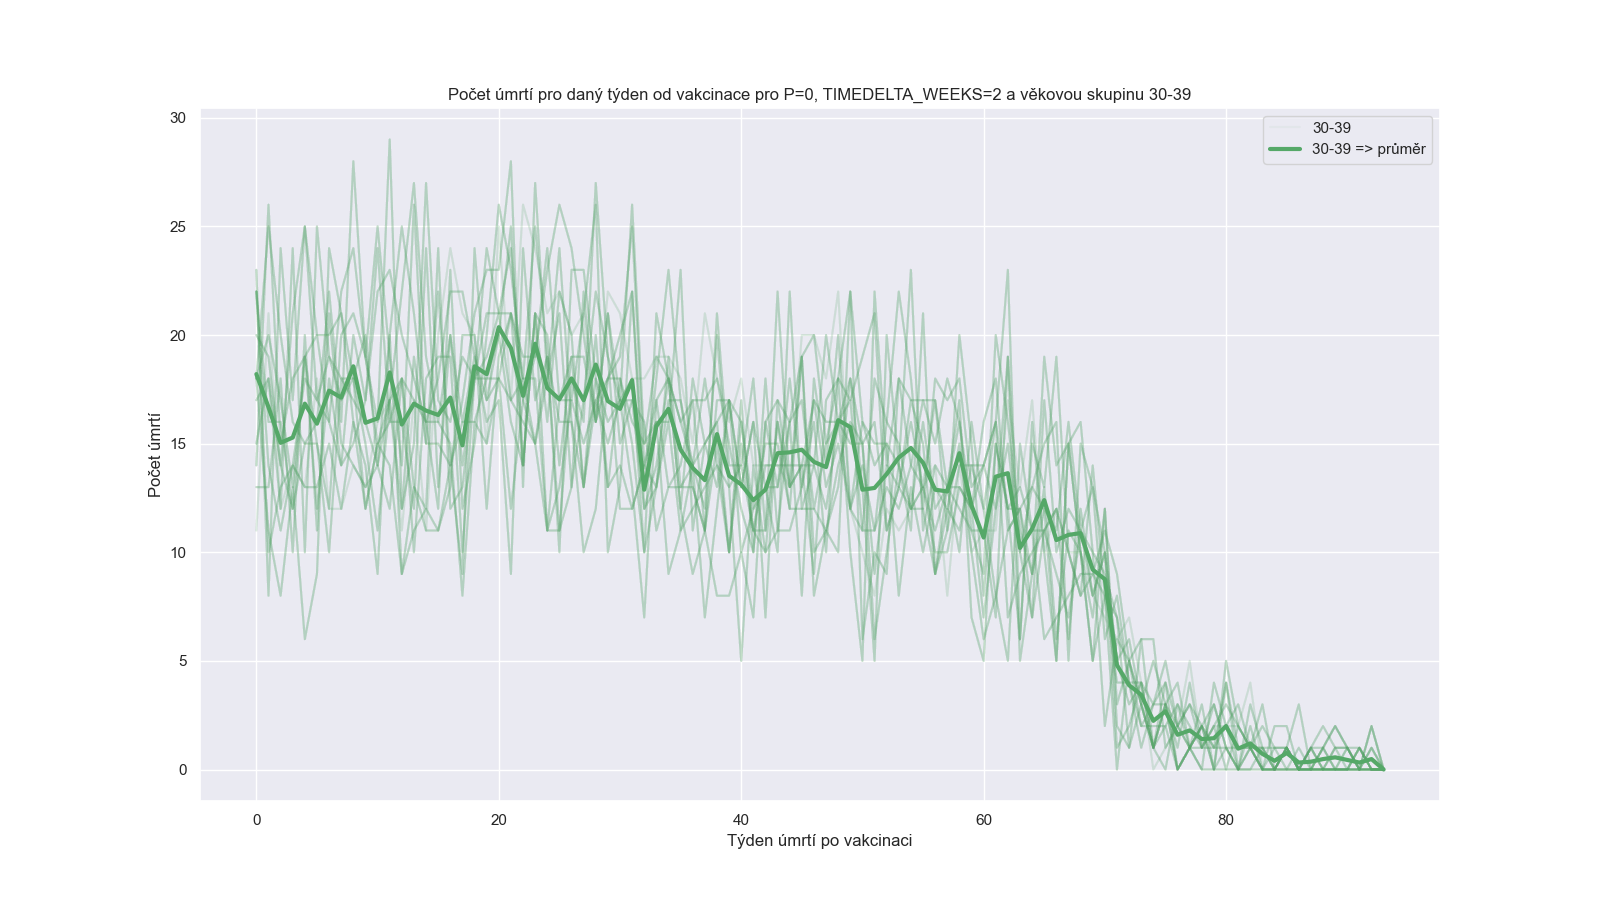 Počet úmrtí pro daný týden od vakcinace pro P=0, TIMEDELTA_WEEKS=2 a věkovou skupinu 30-39
30-39
30-39 => průměr
Počet úmrtí
30
25
20
15
10
5
0
0 20 40 60 80
Týden úmrtí po vakcinaci